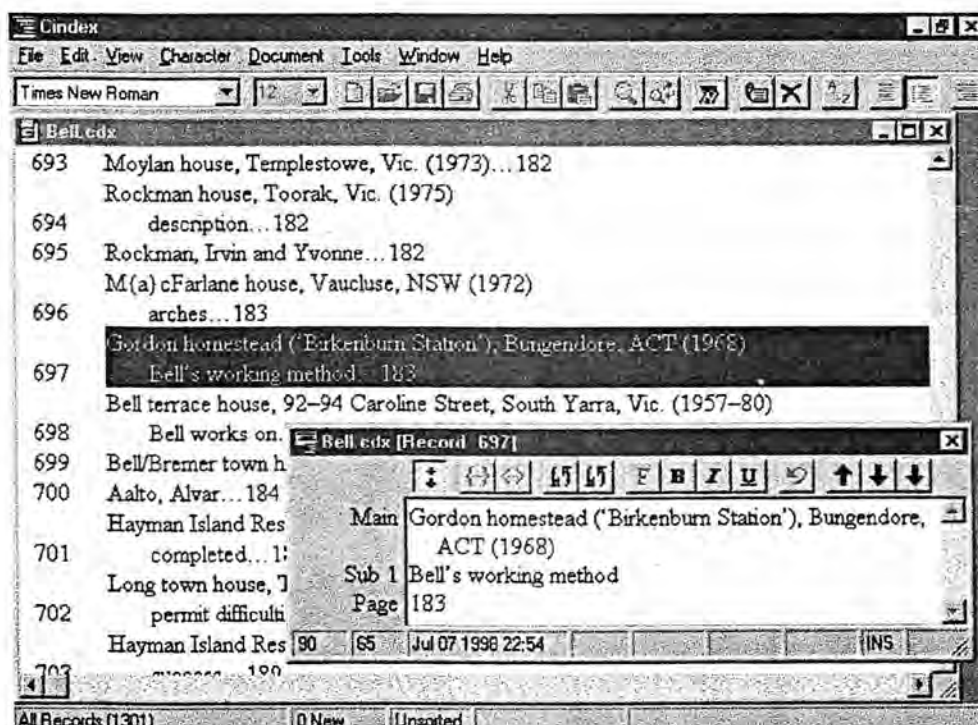 Cindex
File Edit View Character Document Tools Window Help
Times New Roman 12
Bell.cdx
693 Moylan house, Templestowe, Vic. (1973)...182
Rockman house, Toorak, Vic. (1975)
694 description...182
695 Rockman, Irvin and Yvonne...182
M{a}cFarlane house, Vaucluse, NSW (1972)
696 arches...183
Gordon homestead (‘Birkenburn Station’), Bungendore, ACT (1968)
697 Bell's working method...183
Bell terrace house, 92–94 Caroline Street, South Yarra, Vic. (1957–80)
698 Bell works on.
699 Bell/Bremer town h
700 Aalto, Alvar...184
Hayman Island Res
701 completed...1
Long town house, T
702 permit difficulti
Hayman Island Res
703
Bell.cdx [Record 697]
F B I U
Main Gordon homestead (‘Birkenburn Station’), Bungendore,
ACT (1968)
Sub 1 Bell's working method
Page 183
90 65 Jul 07 1998 22:54 INS
All Records (1301) 0 New Unsorted